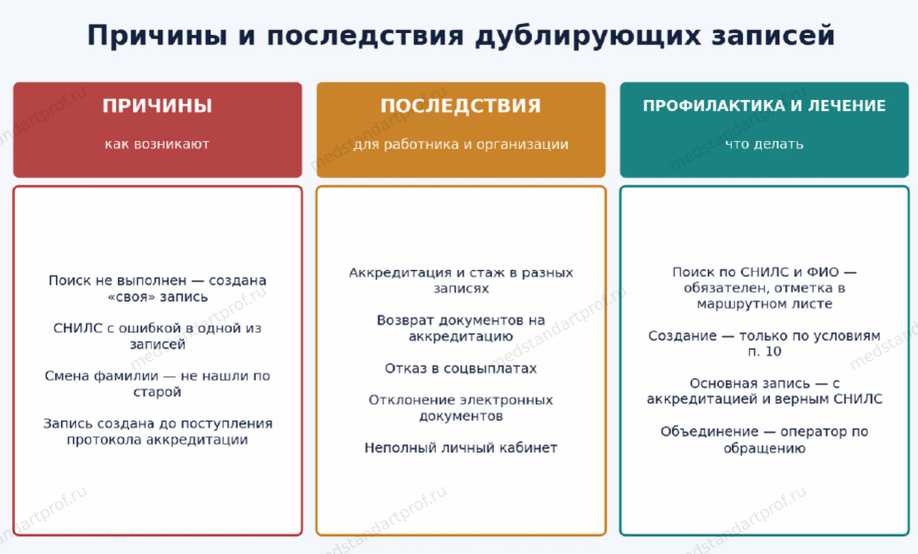 Причины и последствия дублирующих записей
ПРИЧИНЫ
как возникают
Поиск не выполнен — создана
«своя» запись
СНИЛС с ошибкой в одной из
записей
Смена фамилии — не нашли по
старой
Запись создана до поступления
протокола аккредитации
ПОСЛЕДСТВИЯ
для работника и организации
Аккредитация и стаж в разных
записях
Возврат документов на
аккредитацию
Отказ в соцвыплатах
Отклонение электронных
документов
Неполный личный кабинет
ПРОФИЛАКТИКА И ЛЕЧЕНИЕ
что делать
Поиск по СНИЛС и ФИО —
обязателен, отметка в
маршрутном листе
Создание — только по условиям
п. 10
Основная запись — с
аккредитацией и верным СНИЛС
Объединение — оператор по
обращению
medstandartprof.ru